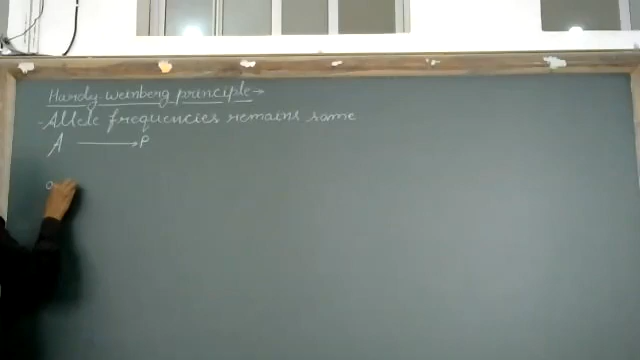 Hardy weinberg principle →
- Allele frequencies remains same
A → P
a